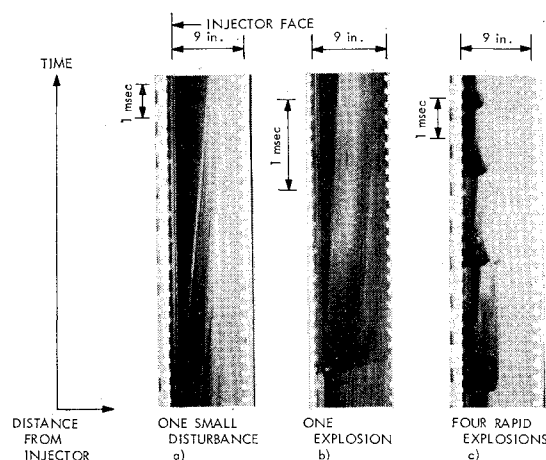 INJECTOR FACE
9 in.
9 in.
9 in.
TIME
1 msec
1 msec
1 msec
DISTANCE
FROM
INJECTOR
ONE SMALL
DISTURBANCE
a)
ONE
EXPLOSION
b)
FOUR RAPID
EXPLOSIONS
c)